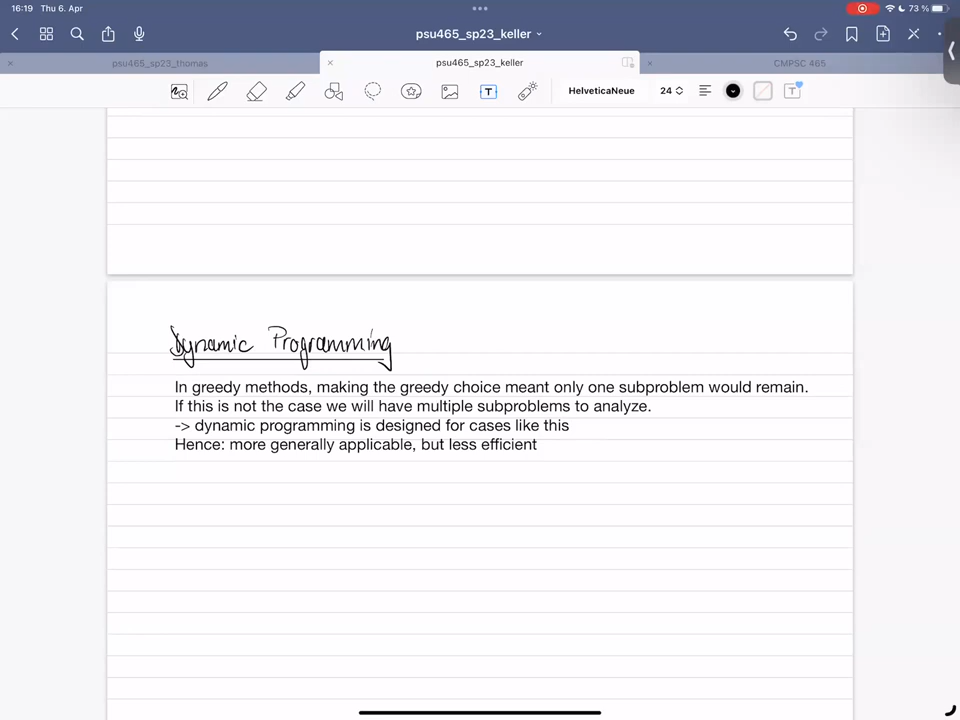 16:19 Thu 6. Apr
73 %
psu465_sp23_keller
psu465_sp23_thomas
psu465_sp23_keller
CMPSC 465
HelveticaNeue
24
Dynamic Programming
In greedy methods, making the greedy choice meant only one subproblem would remain.
If this is not the case we will have multiple subproblems to analyze.
-> dynamic programming is designed for cases like this
Hence: more generally applicable, but less efficient